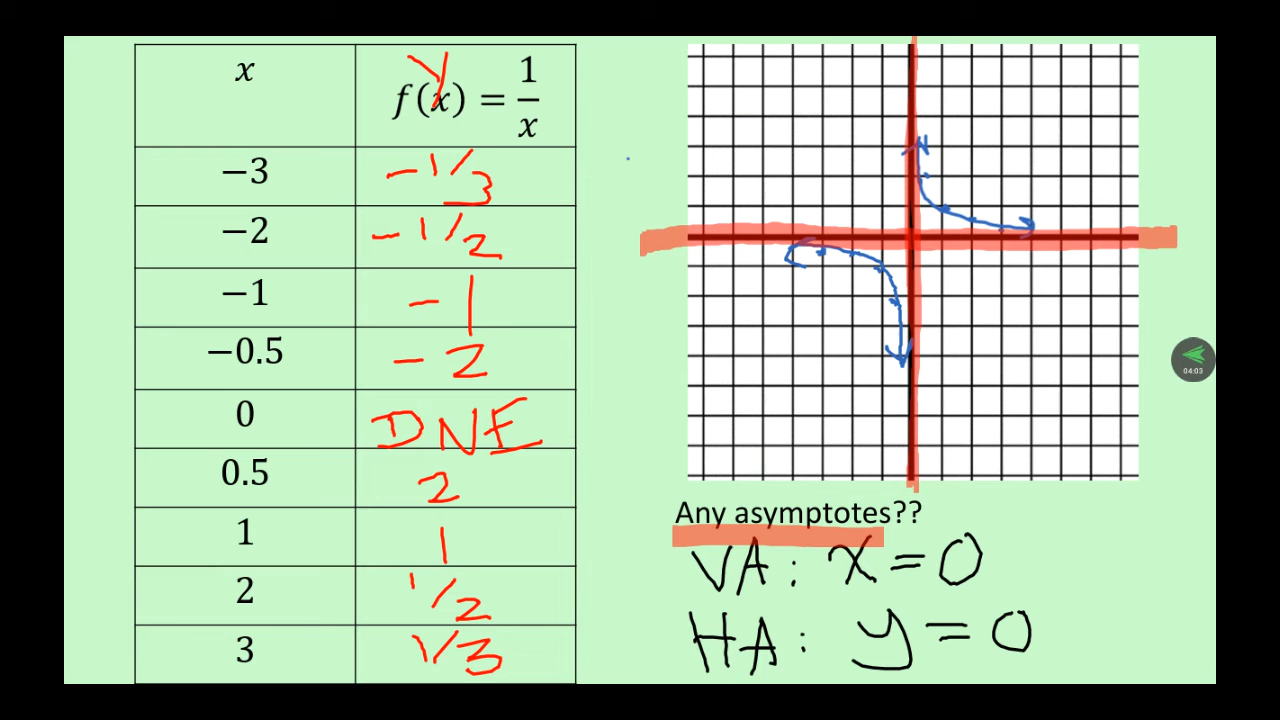 x y f(x) = 1/x
−3 -1/3
−2 -1/2
−1 -1
−0.5 -2
0 DNE
0.5 2
1 1
2 1/2
3 1/3
04:03
Any asymptotes??
VA: x=0
HA: y=0